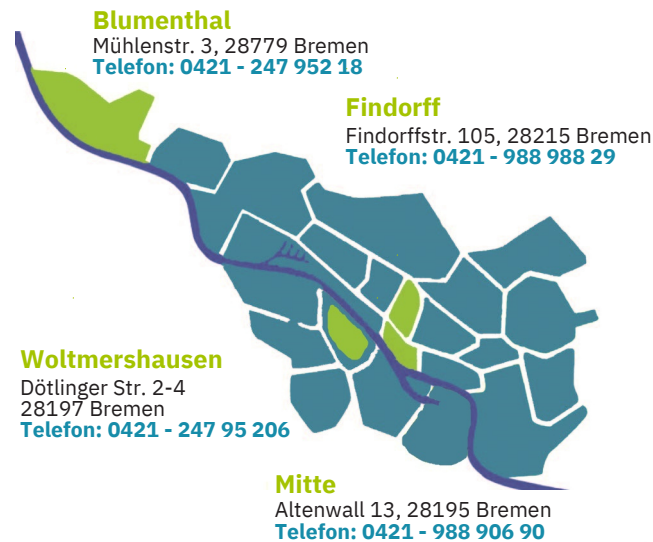 Blumenthal
Mühlenstr. 3, 28779 Bremen
Telefon: 0421 - 247 952 18
Findorff
Findorffstr. 105, 28215 Bremen
Telefon: 0421 - 988 988 29
Woltmershausen
Dötlinger Str. 2-4
28197 Bremen
Telefon: 0421 - 247 95 206
Mitte
Altenwall 13, 28195 Bremen
Telefon: 0421 - 988 906 90